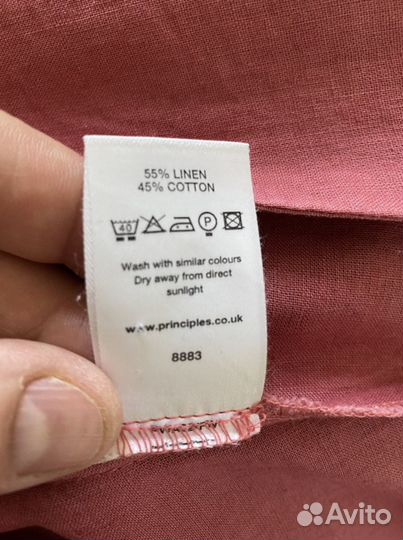 55% LINEN
45% COTTON
40 P
Wash with similar colours
Dry away from direct
sunlight
www.principles.co.uk
8883
Avito